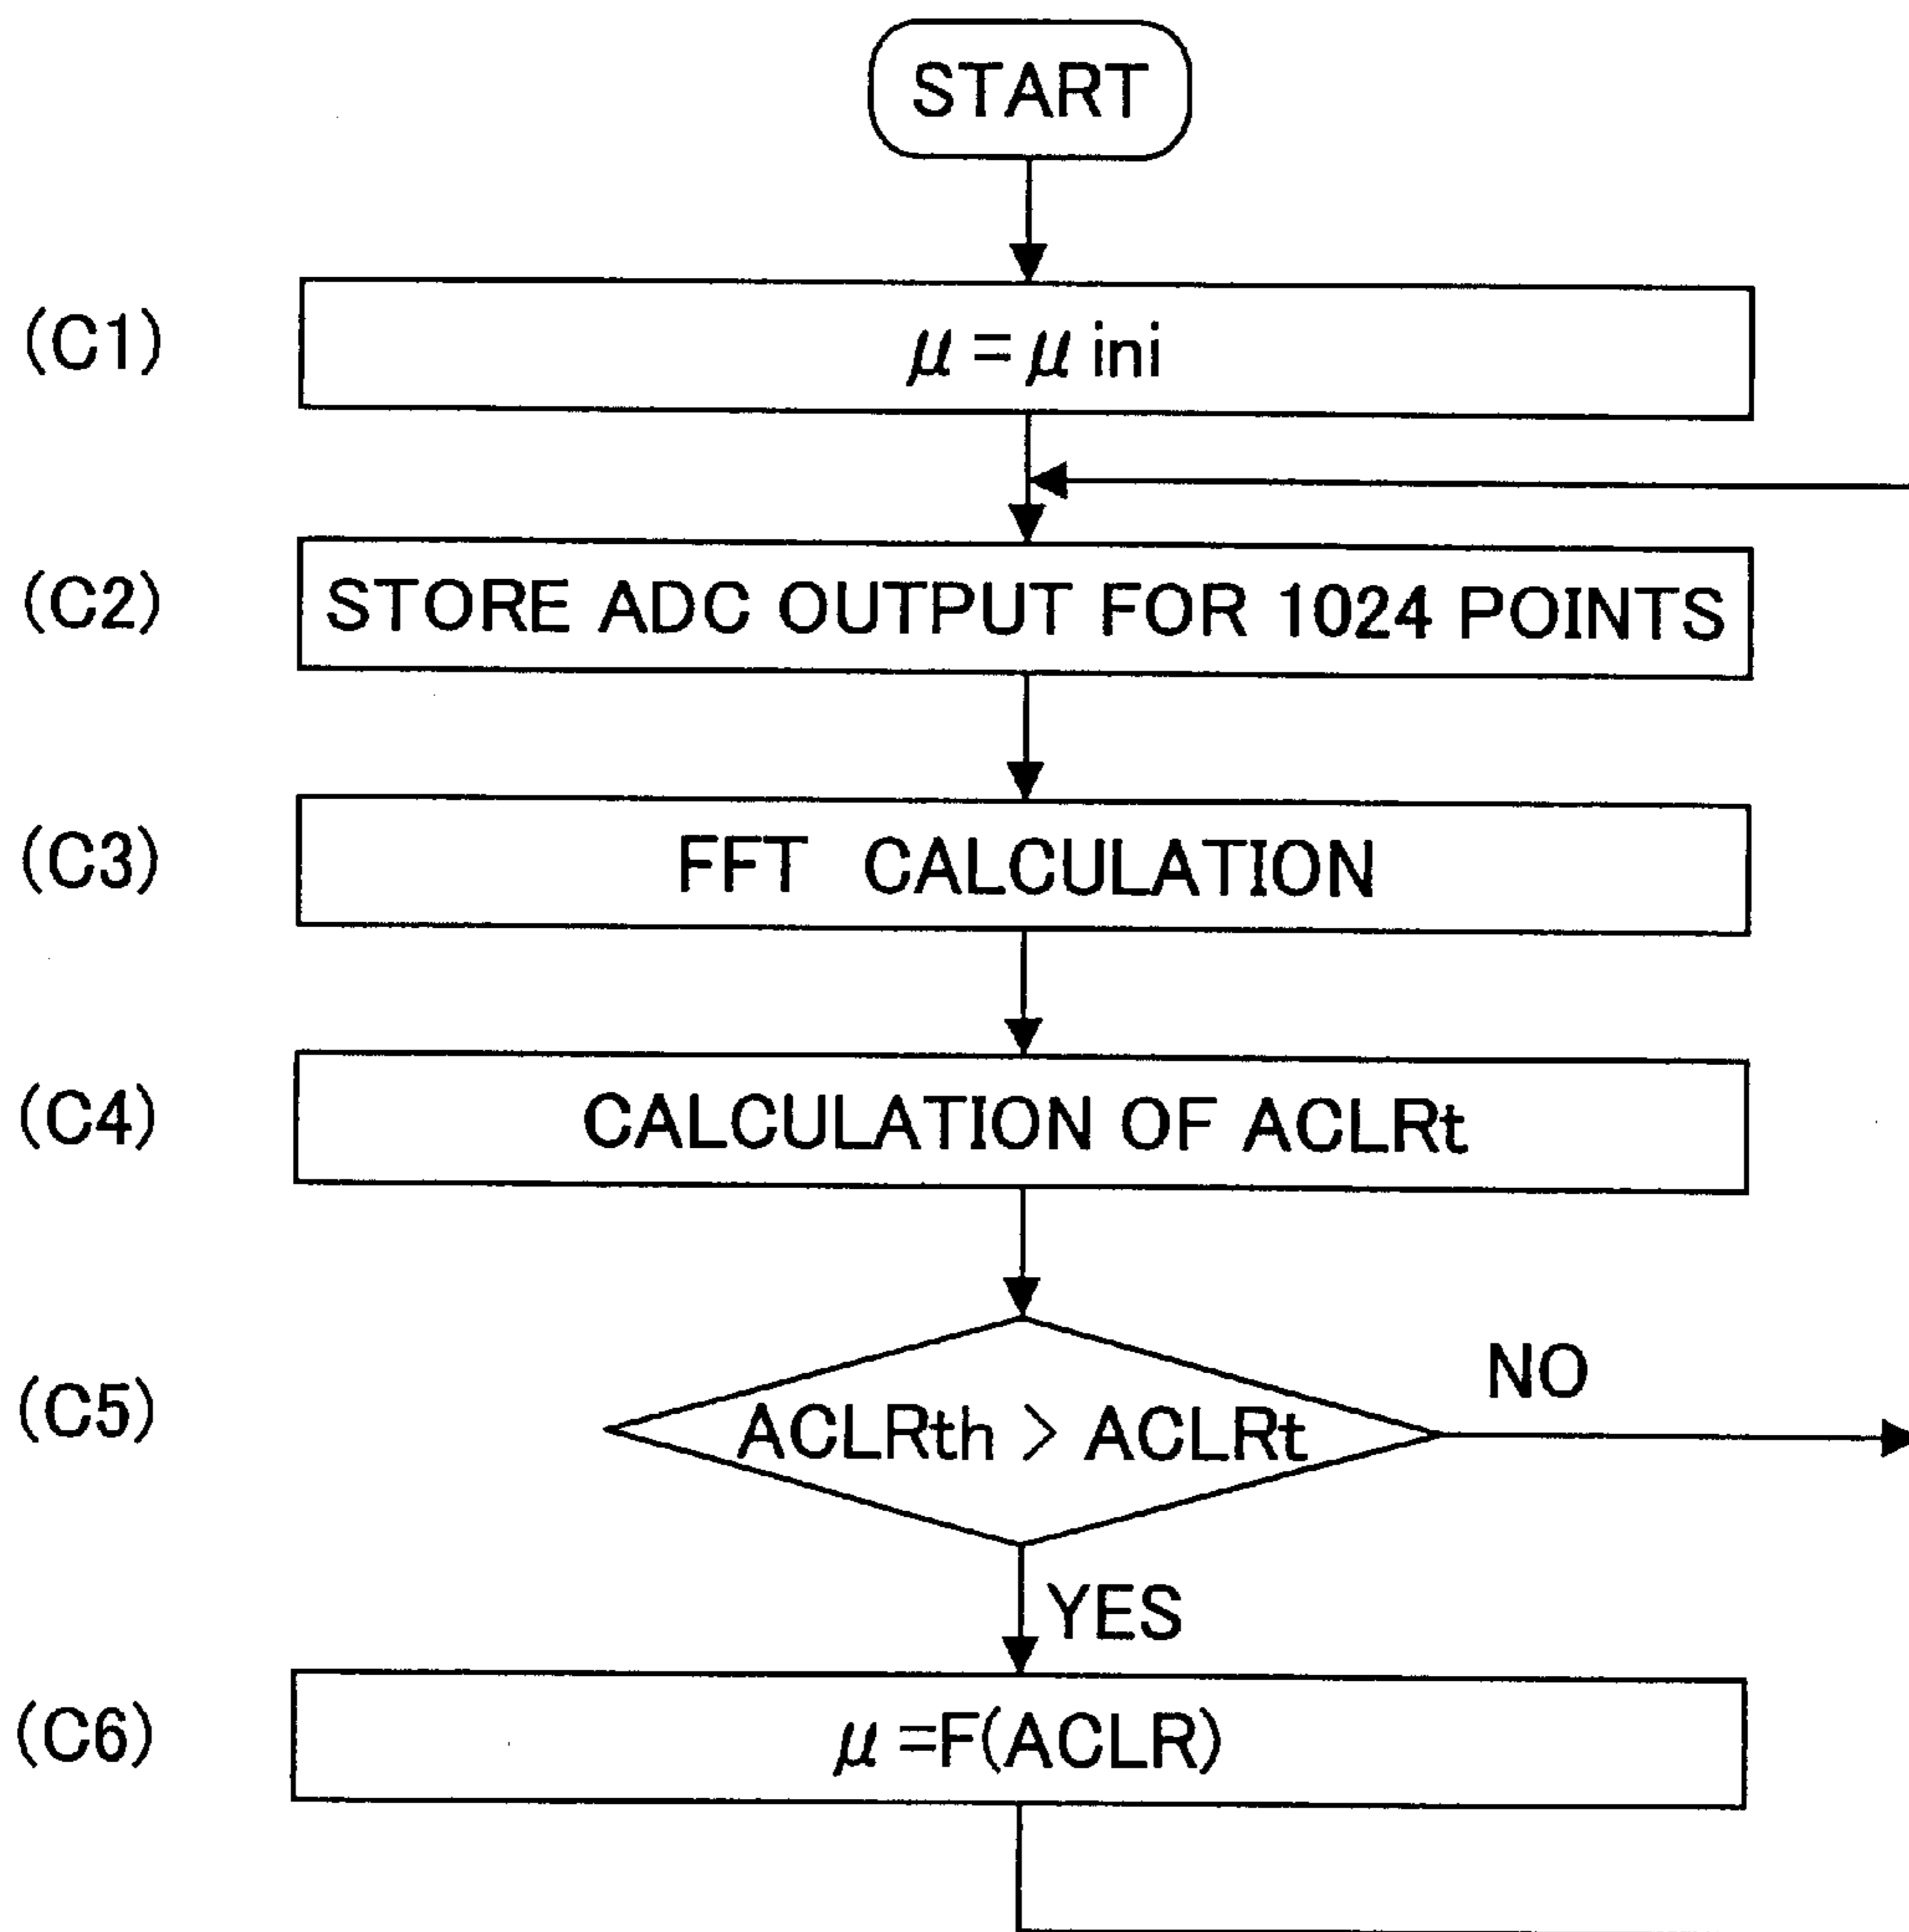 START
(C1)
μ = μ ini
(C2)
STORE ADC OUTPUT FOR 1024 POINTS
(C3)
FFT CALCULATION
(C4)
CALCULATION OF ACLRt
(C5)
ACLRth > ACLRt
NO
YES
(C6)
μ =F(ACLR)